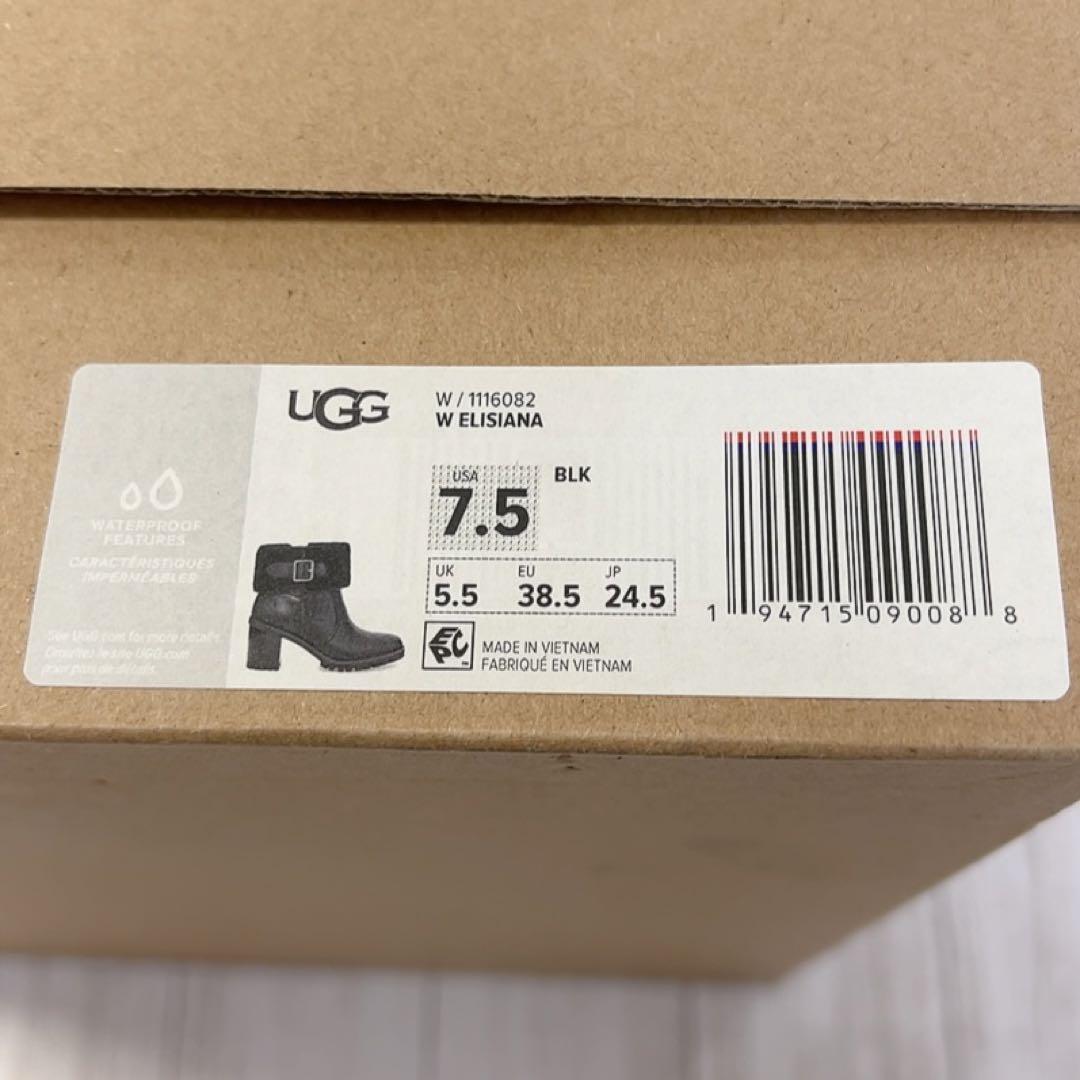 WATERPROOF
FEATURES
CARACTÉRISTIQUES
IMPERMÉABLES
See UGG.com for more details.
Consultez le site UGG.com
pour plus de détails.
UGG
W / 1116082
W ELISIANA
USA
7.5
BLK
UK EU JP
5.5 38.5 24.5
EPC
MADE IN VIETNAM
FABRIQUÉ EN VIETNAM
1 94715 09008 8